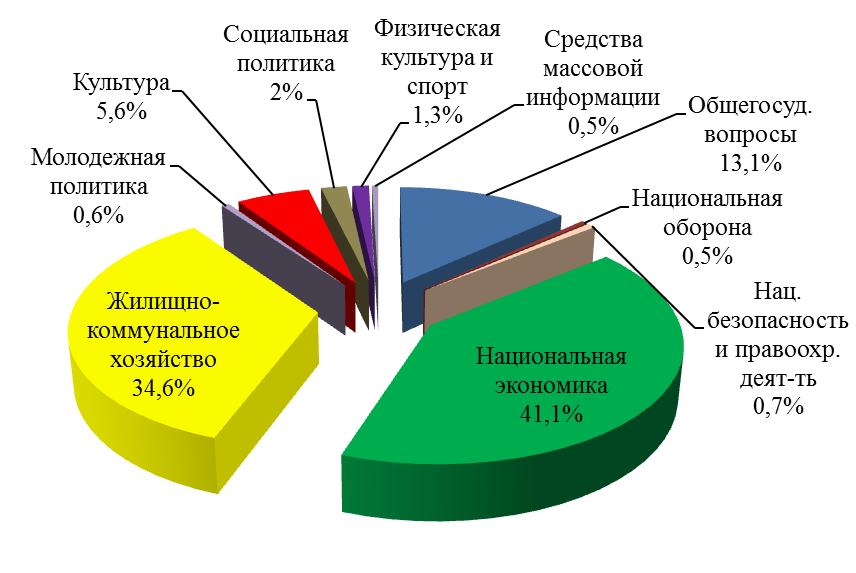 Социальная
политика
2%
Физическая
культура и
спорт
1,3%
Средства
массовой
информации
0,5%
Культура
5,6%
Общегосуд.
вопросы
13,1%
Молодежная
политика
0,6%
Национальная
оборона
0,5%
Нац.
безопасность
и правоохр.
деят-ть
0,7%
Жилищно-
коммунальное
хозяйство
34,6%
Национальная
экономика
41,1%